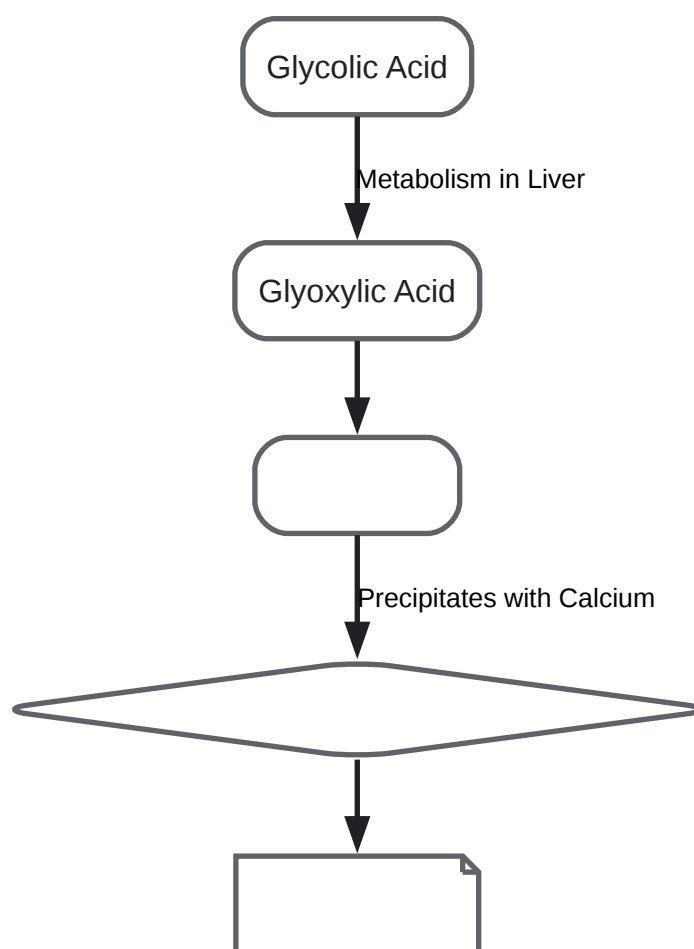 Glycolic Acid
Metabolism in Liver
Glyoxylic Acid
Precipitates with Calcium